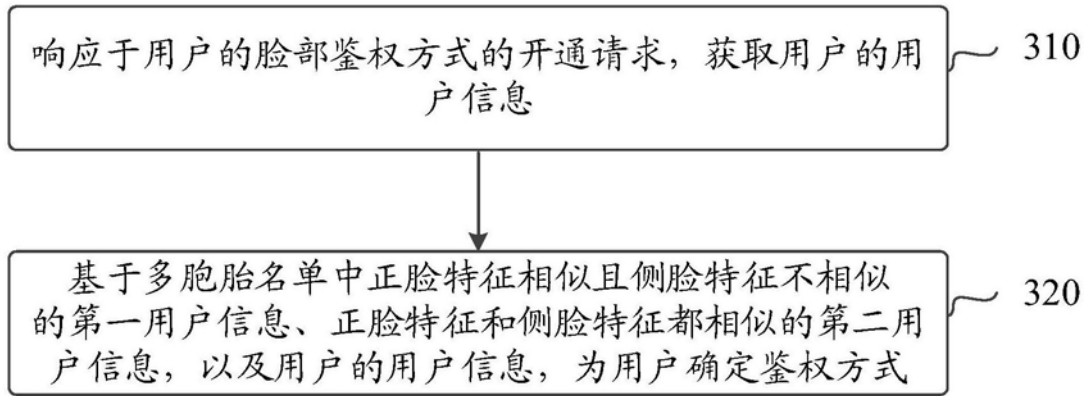 响应于用户的脸部鉴权方式的开通请求，获取用户的用
户信息
310
基于多胞胎名单中正脸特征相似且侧脸特征不相似
的第一用户信息、正脸特征和侧脸特征都相似的第二用
户信息，以及用户的用户信息，为用户确定鉴权方式
320